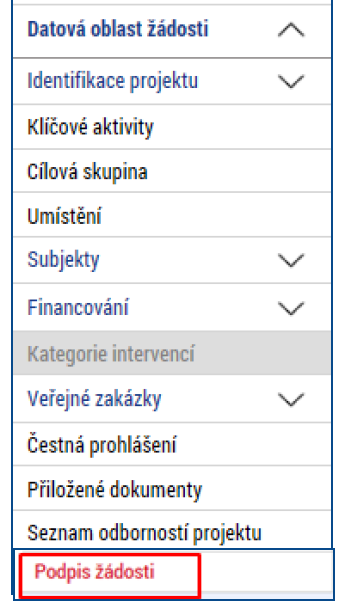 Datová oblast žádosti
Identifikace projektu
Klíčové aktivity
Cílová skupina
Umístění
Subjekty
Financování
Kategorie intervencí
Veřejné zakázky
Čestná prohlášení
Přiložené dokumenty
Seznam odborností projektu
Podpis žádosti